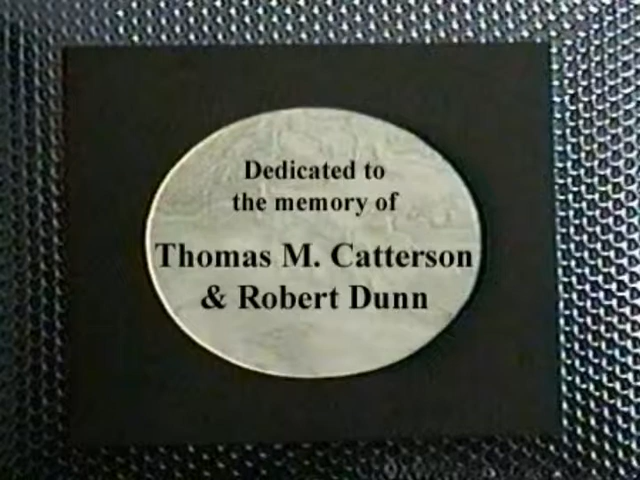 Dedicated to
the memory of
Thomas M. Catterson
& Robert Dunn